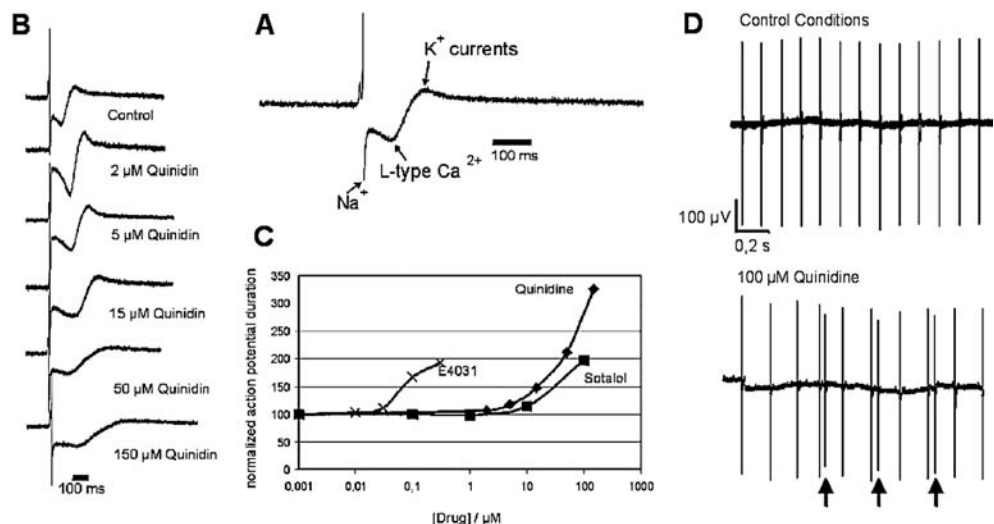 B
Control
2 µM Quinidin
5 µM Quinidin
15 µM Quinidin
50 µM Quinidin
150 µM Quinidin
100 ms
A
K+ currents
100 ms
L-type Ca 2+
Na+
C
normalized action potential duration
350
300
250
200
150
100
50
0
Quinidine
E4031
Sotalol
0,001
0,01
0,1
1
10
100
1000
[Drug] / µM
D
Control Conditions
100 µV
0,2 s
100 µM Quinidine